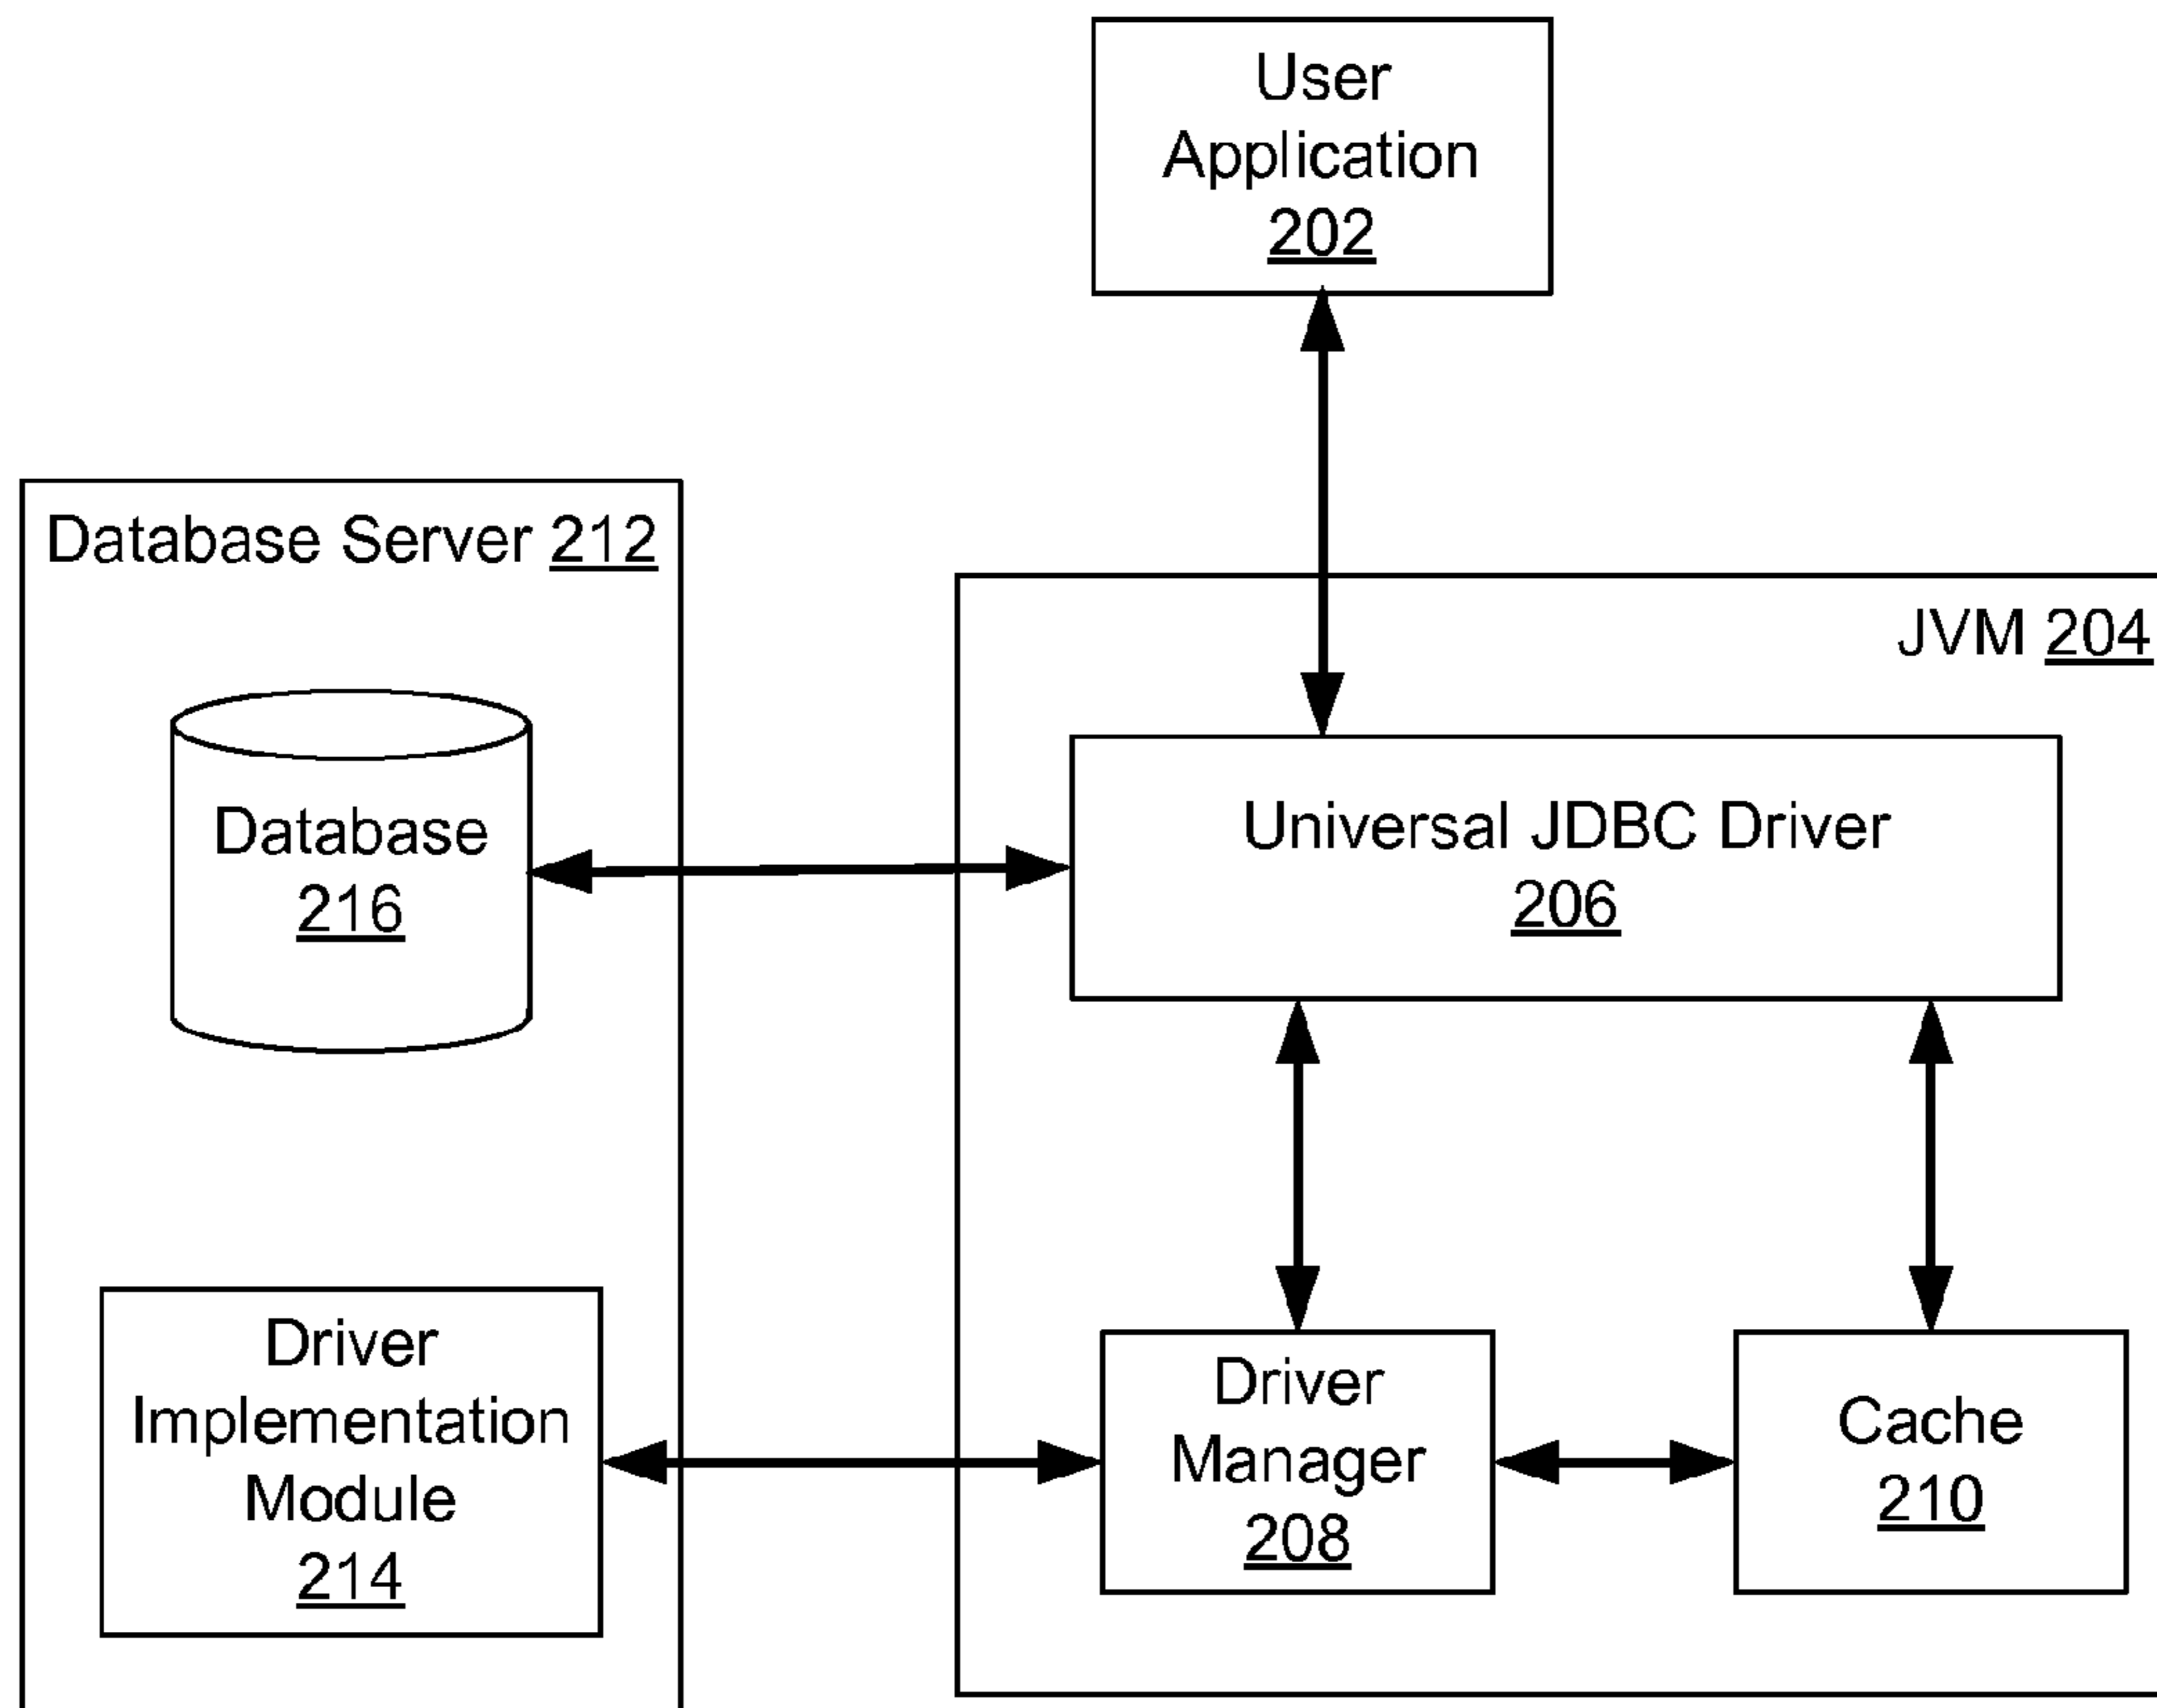 User
Application
202
Database Server 212
JVM 204
Database
216
Universal JDBC Driver
206
Driver
Implementation
Module
214
Driver
Manager
208
Cache
210